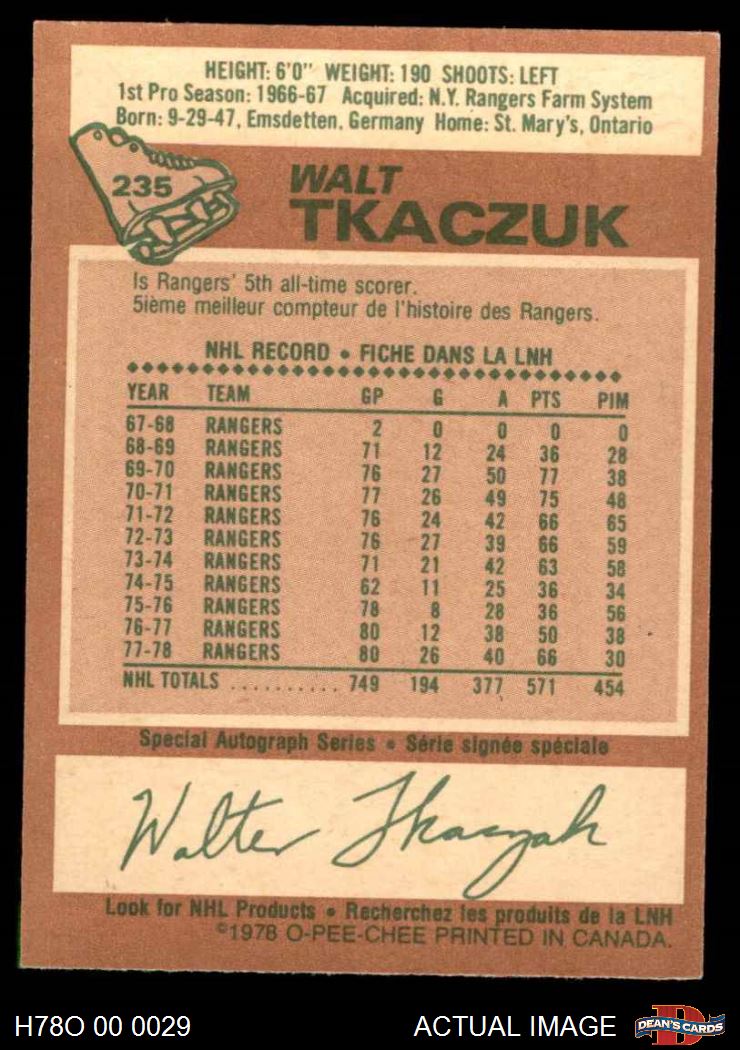 HEIGHT: 6'0" WEIGHT: 190 SHOOTS: LEFT
1st Pro Season: 1966-67 Acquired: N.Y. Rangers Farm System
Born: 9-29-47, Emsdetten, Germany Home: St. Mary's, Ontario
235
WALT
TKACZUK
Is Rangers' 5th all-time scorer.
5ième meilleur compteur de l'histoire des Rangers.
NHL RECORD • FICHE DANS LA LNH
YEAR TEAM GP G A PTS PIM
67-68 RANGERS 2 0 0 0 0
68-69 RANGERS 71 12 24 36 28
69-70 RANGERS 76 27 50 77 38
70-71 RANGERS 77 26 49 75 48
71-72 RANGERS 76 24 42 66 65
72-73 RANGERS 76 27 39 66 59
73-74 RANGERS 71 21 42 63 58
74-75 RANGERS 62 11 25 36 34
75-76 RANGERS 78 8 28 36 56
76-77 RANGERS 80 12 38 50 38
77-78 RANGERS 80 26 40 66 30
NHL TOTALS .......... 749 194 377 571 454
Special Autograph Series • Série signée spéciale
Walter Tkaczuk
Look for NHL Products • Recherchez les produits de la LNH
©1978 O-PEE-CHEE PRINTED IN CANADA.
H78O 00 0029 ACTUAL IMAGE DEAN'S CARDS